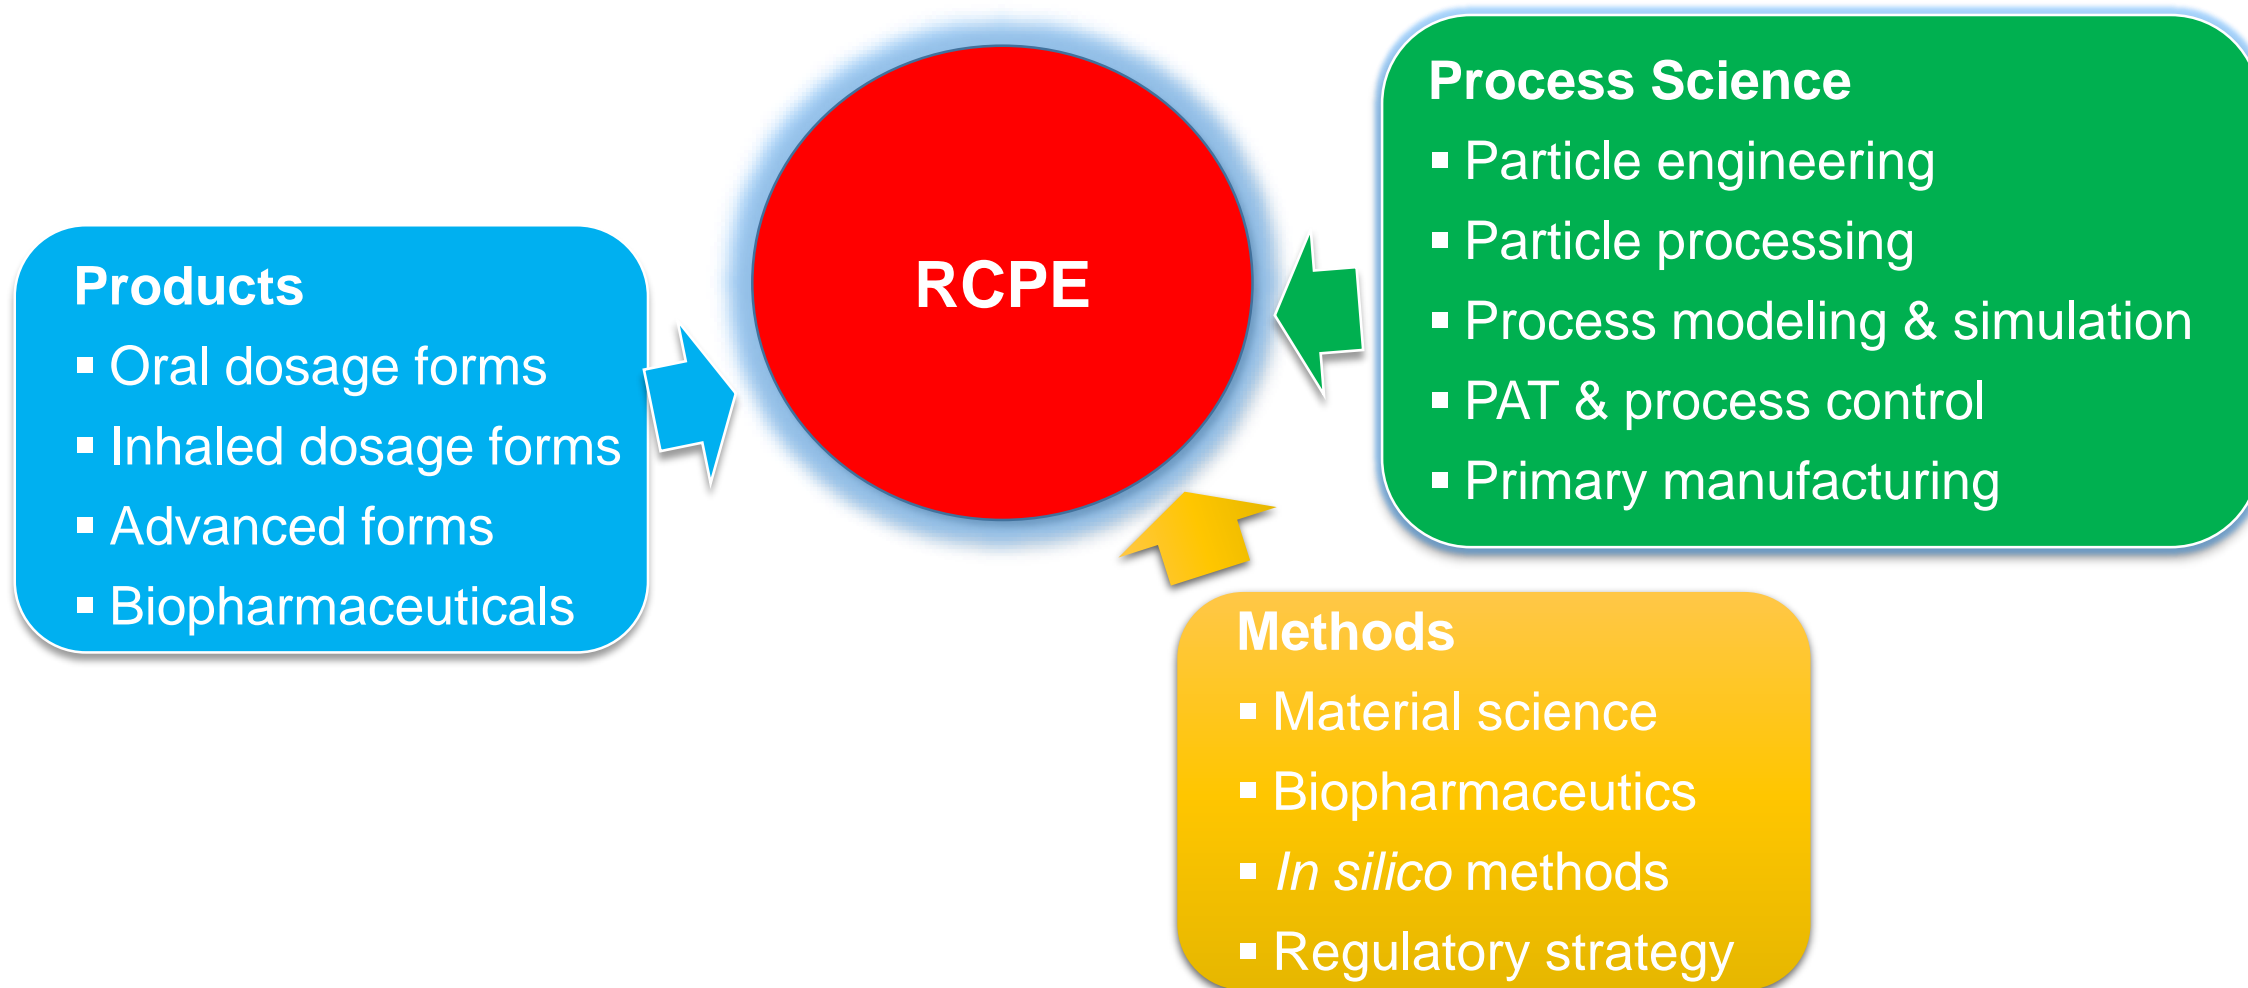 RCPE
Products
▪ Oral dosage forms
▪ Inhaled dosage forms
▪ Advanced forms
▪ Biopharmaceuticals
Process Science
▪ Particle engineering
▪ Particle processing
▪ Process modeling & simulation
▪ PAT & process control
▪ Primary manufacturing
Methods
▪ Material science
▪ Biopharmaceutics
▪ In silico methods
▪ Regulatory strategy